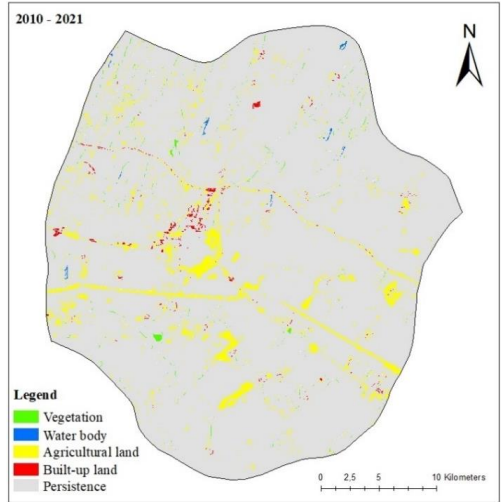 2010 - 2021
N
Legend
Vegetation
Water body
Agricultural land
Built-up land
Persistence
0 2,5 5 10 Kilometers